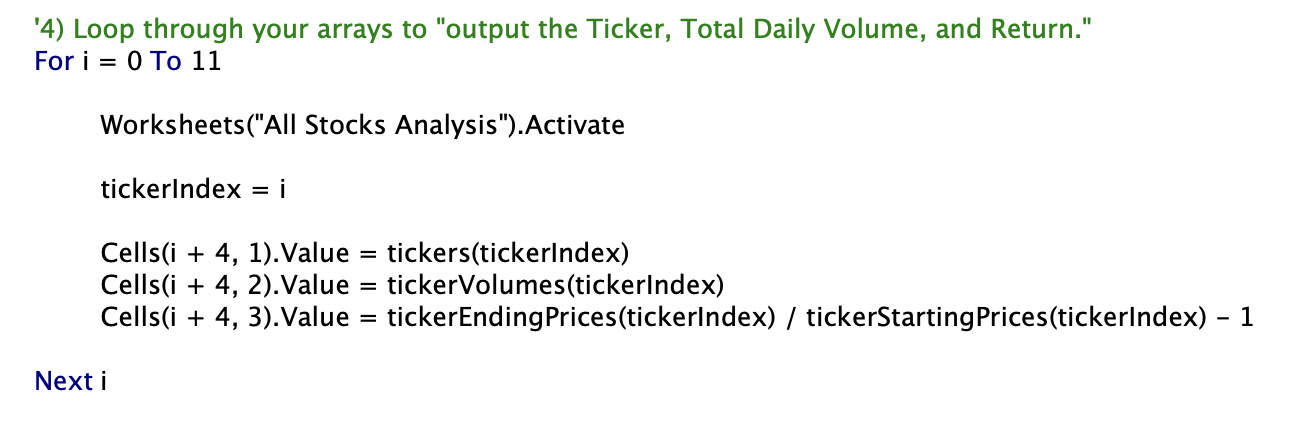 '4) Loop through your arrays to "output the Ticker, Total Daily Volume, and Return."
For i = 0 To 11
Worksheets("All Stocks Analysis").Activate
tickerIndex = i
Cells(i + 4, 1).Value = tickers(tickerIndex)
Cells(i + 4, 2).Value = tickerVolumes(tickerIndex)
Cells(i + 4, 3).Value = tickerEndingPrices(tickerIndex) / tickerStartingPrices(tickerIndex) - 1
Next i